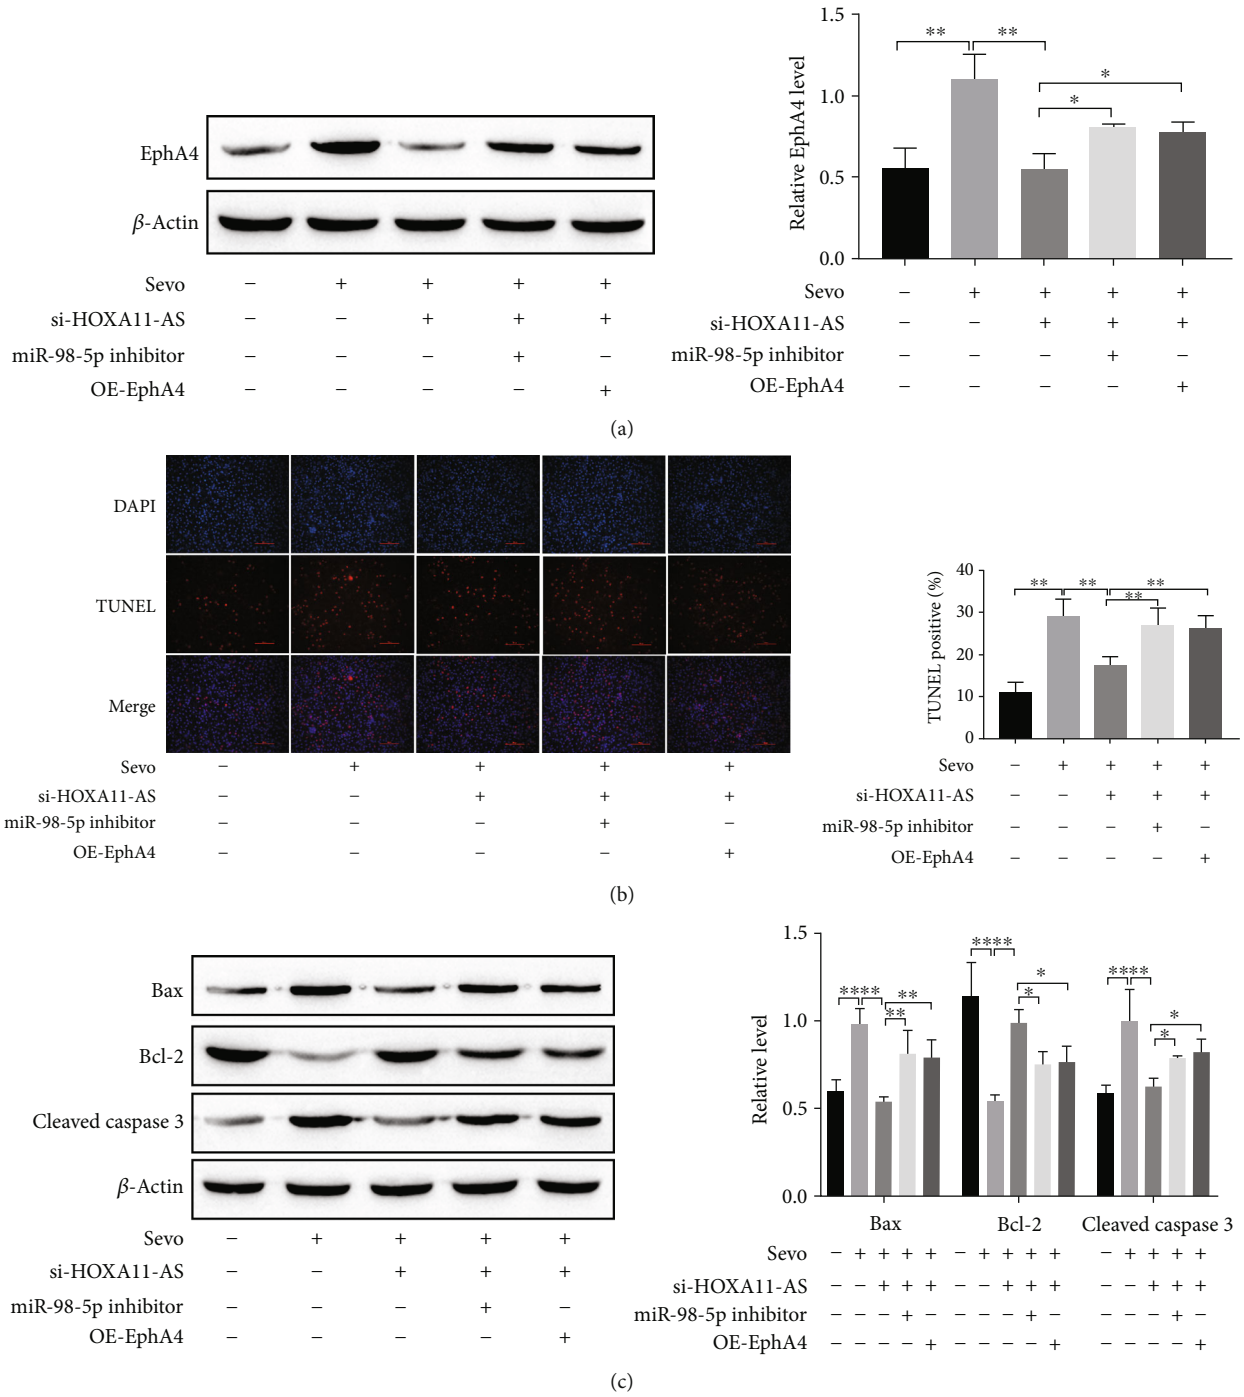 EphA4
β-Actin
Sevo − + + + +
si-HOXA11-AS − − + + +
miR-98-5p inhibitor − − − + −
OE-EphA4 − − − − +
Relative EphA4 level
1.5
1.0
0.5
0.0
** ** * *
Sevo − + + + +
si-HOXA11-AS − − + + +
miR-98-5p inhibitor − − − + −
OE-EphA4 − − − − +
(a)
DAPI
TUNEL
Merge
Sevo − + + + +
si-HOXA11-AS − − + + +
miR-98-5p inhibitor − − − + −
OE-EphA4 − − − − +
TUNEL positive (%)
40
30
20
10
0
** ** ** **
Sevo − + + + +
si-HOXA11-AS − − + + +
miR-98-5p inhibitor − − − + −
OE-EphA4 − − − − +
(b)
Bax
Bcl-2
Cleaved caspase 3
β-Actin
Sevo − + + + +
si-HOXA11-AS − − + + +
miR-98-5p inhibitor − − − + −
OE-EphA4 − − − − +
Relative level
1.5
1.0
0.5
0.0
**** ** **
**** * *
**** * *
Bax Bcl-2 Cleaved caspase 3
Sevo − + + + + − + + + + − + + + +
si-HOXA11-AS − − + + + − − + + + − − + + +
miR-98-5p inhibitor − − − + − − − − + − − − − + −
OE-EphA4 − − − − + − − − − + − − − − +
(c)